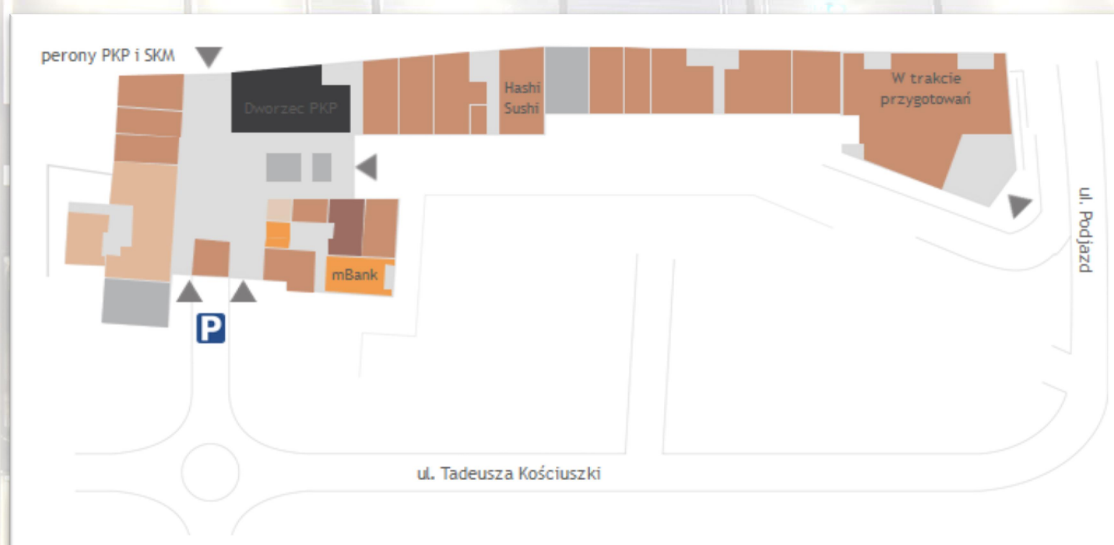 perony PKP i SKM
Dworzec PKP
Hashi
Sushi
W trakcie
przygotowań
mBank
P
ul. Podjazd
ul. Tadeusza Kościuszki